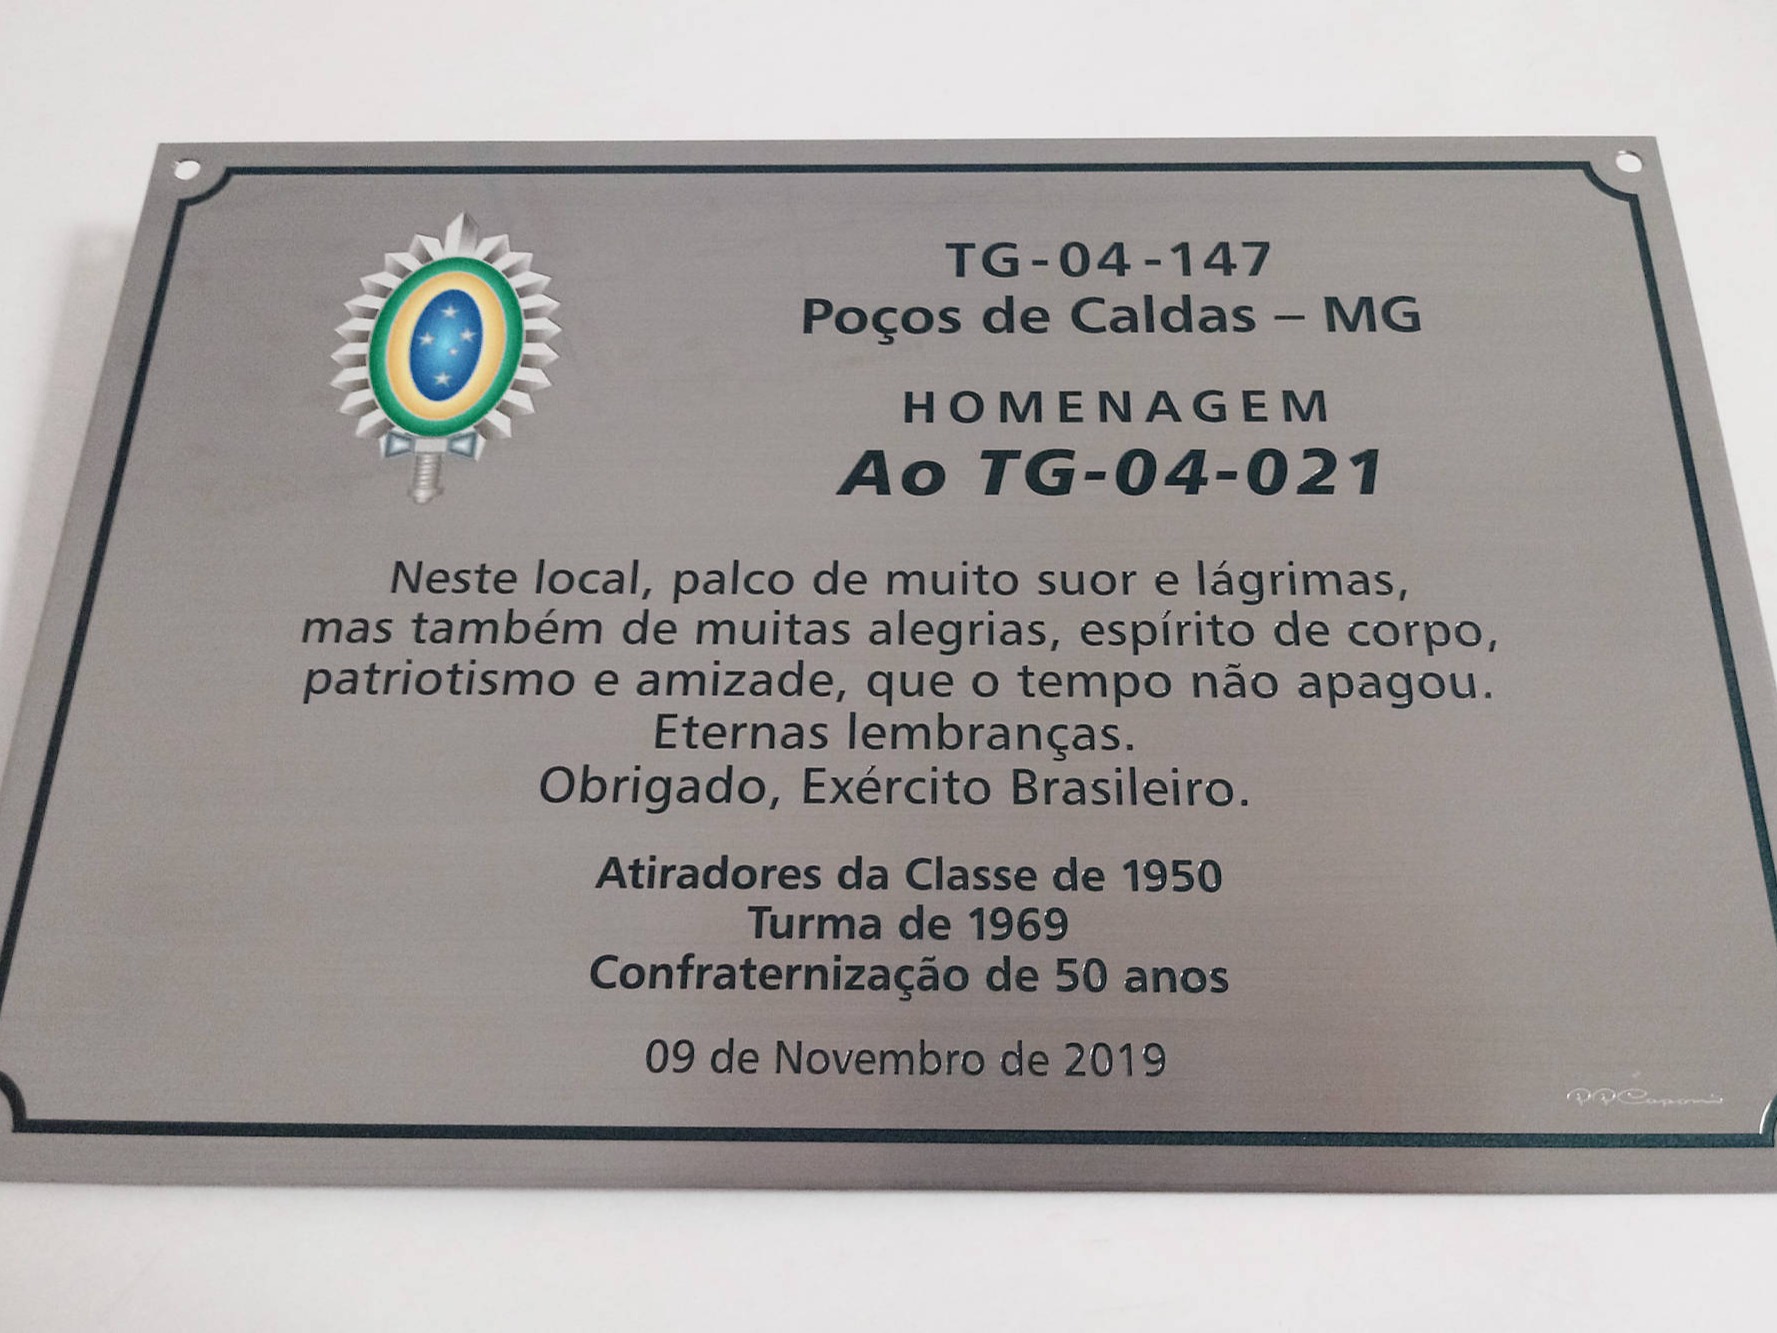 TG-04-147
Poços de Caldas – MG
HOMENAGEM
Ao TG-04-021
Neste local, palco de muito suor e lágrimas,
mas também de muitas alegrias, espírito de corpo,
patriotismo e amizade, que o tempo não apagou.
Eternas lembranças.
Obrigado, Exército Brasileiro.
Atiradores da Classe de 1950
Turma de 1969
Confraternização de 50 anos
09 de Novembro de 2019